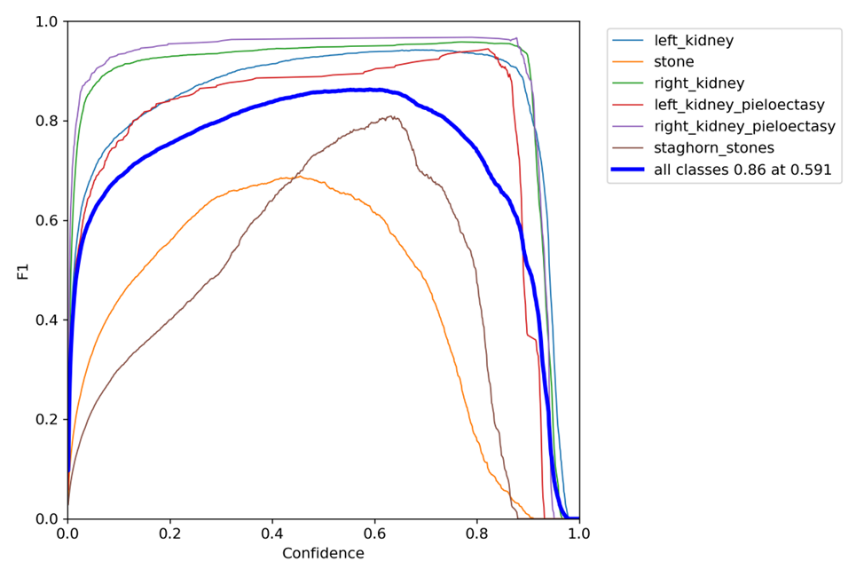 1.0
0.8
0.6
0.4
0.2
0.0
F1
0.0 0.2 0.4 0.6 0.8 1.0
Confidence
left_kidney
stone
right_kidney
left_kidney_pieloectasy
right_kidney_pieloectasy
staghorn_stones
all classes 0.86 at 0.591